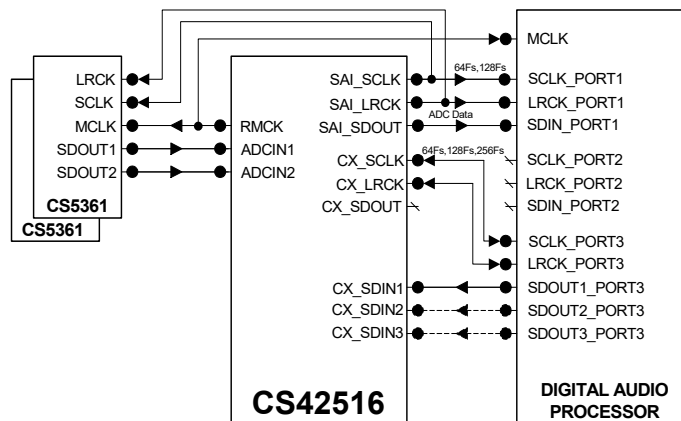 LRCK
SCLK
MCLK
SDOUT1
SDOUT2
CS5361
CS5361
RMCK
ADCIN1
ADCIN2
SAI_SCLK
SAI_LRCK
SAI_SDOUT
CX_SCLK
CX_LRCK
CX_SDOUT
CX_SDIN1
CX_SDIN2
CX_SDIN3
CS42516
64Fs,128Fs
ADC Data
64Fs,128Fs,256Fs
MCLK
SCLK_PORT1
LRCK_PORT1
SDIN_PORT1
SCLK_PORT2
LRCK_PORT2
SDIN_PORT2
SCLK_PORT3
LRCK_PORT3
SDOUT1_PORT3
SDOUT2_PORT3
SDOUT3_PORT3
DIGITAL AUDIO
PROCESSOR